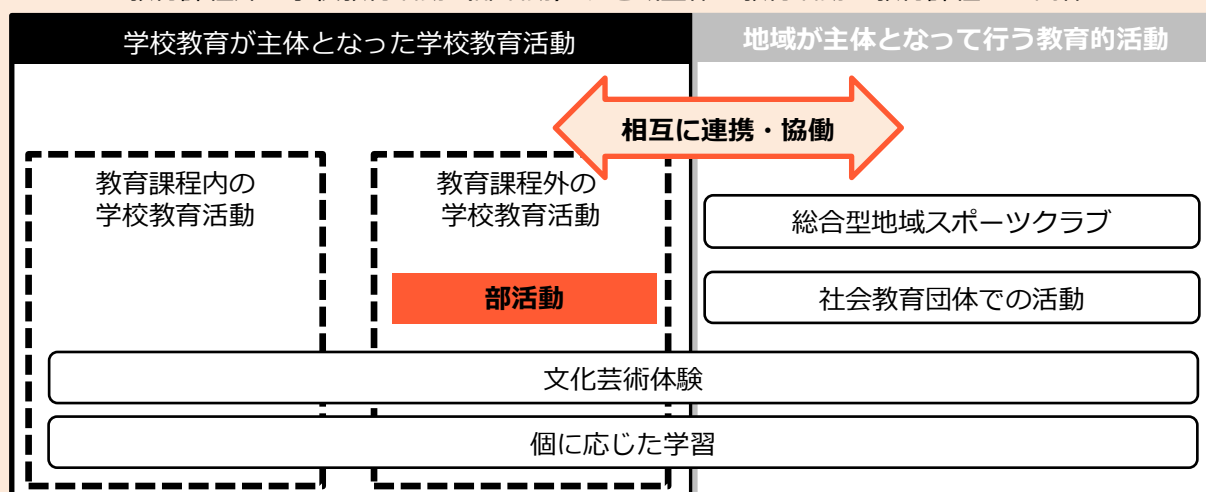 学校教育が主体となった学校教育活動
地域が主体となって行う教育的活動
相互に連携・協働
教育課程内の
学校教育活動
教育課程外の
学校教育活動
部活動
総合型地域スポーツクラブ
社会教育団体での活動
文化芸術体験
個に応じた学習